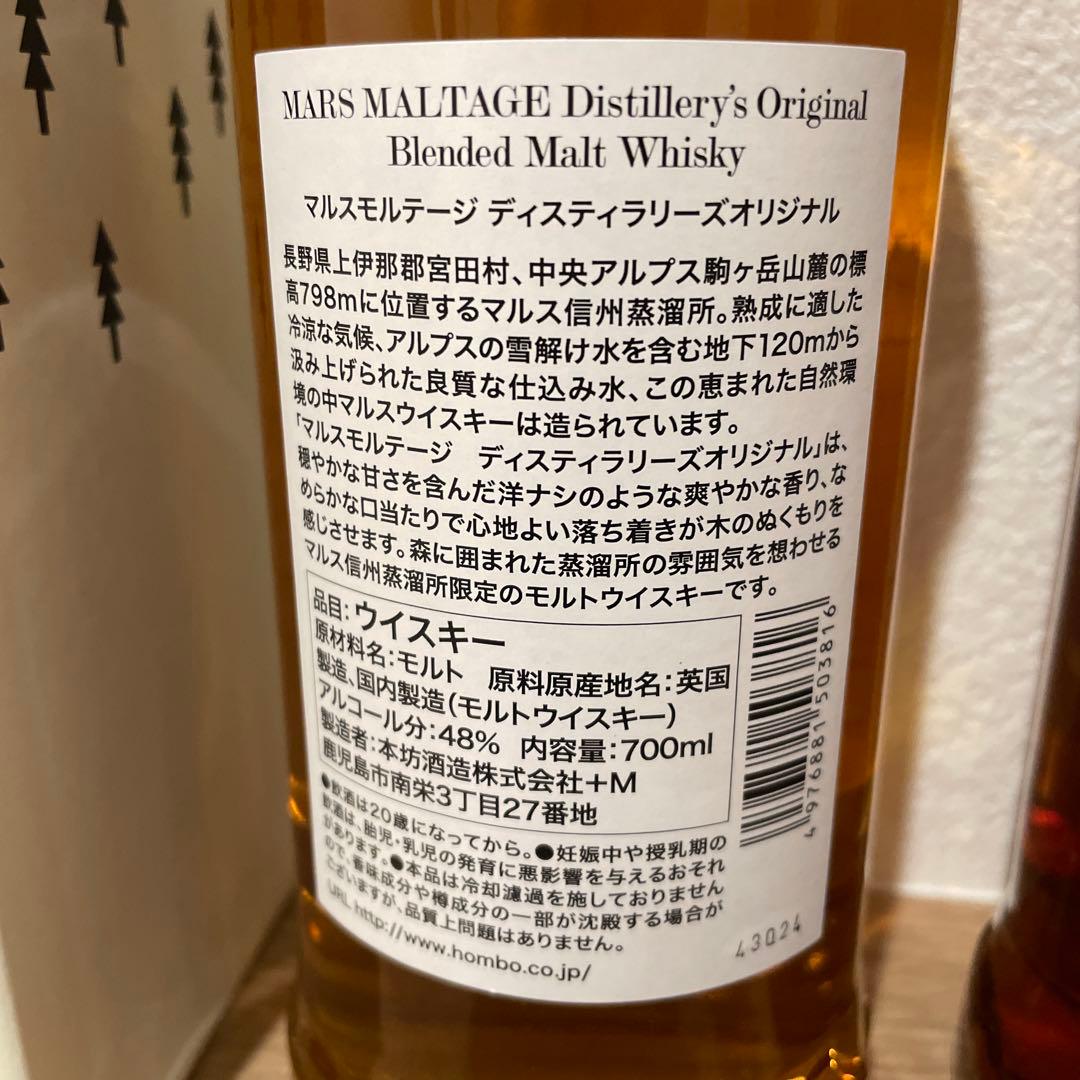 MARS MALTAGE Distillery's Original
Blended Malt Whisky
マルスモルテージ ディスティラリーズオリジナル
長野県上伊那郡宮田村、中央アルプス駒ヶ岳山麓の標
高798mに位置するマルス信州蒸溜所。熟成に適した
冷涼な気候、アルプスの雪解け水を含む地下120mから
汲み上げられた良質な仕込み水、この恵まれた自然環
境の中マルスウイスキーは造られています。
「マルスモルテージ ディスティラリーズオリジナル」は、
穏やかな甘さを含んだ洋ナシのような爽やかな香り、な
めらかな口当たりで心地よい落ち着きが木のぬくもりを
感じさせます。森に囲まれた蒸溜所の雰囲気を想わせる
マルス信州蒸溜所限定のモルトウイスキーです。
品目:ウイスキー
原材料名:モルト 原料原産地名:英国
製造、国内製造(モルトウイスキー)
アルコール分:48% 内容量:700ml
製造者:本坊酒造株式会社+M
鹿児島市南栄3丁目27番地
4976881503816
●飲酒は20歳になってから。●妊娠中や授乳期の
飲酒は、胎児・乳児の発育に悪影響を与えるおそれ
があります。●本品は冷却濾過を施しておりません
ので、香味成分や樽成分の一部が沈殿する場合が
ございますが、品質上問題はありません。
URL http://www.hombo.co.jp/
43024